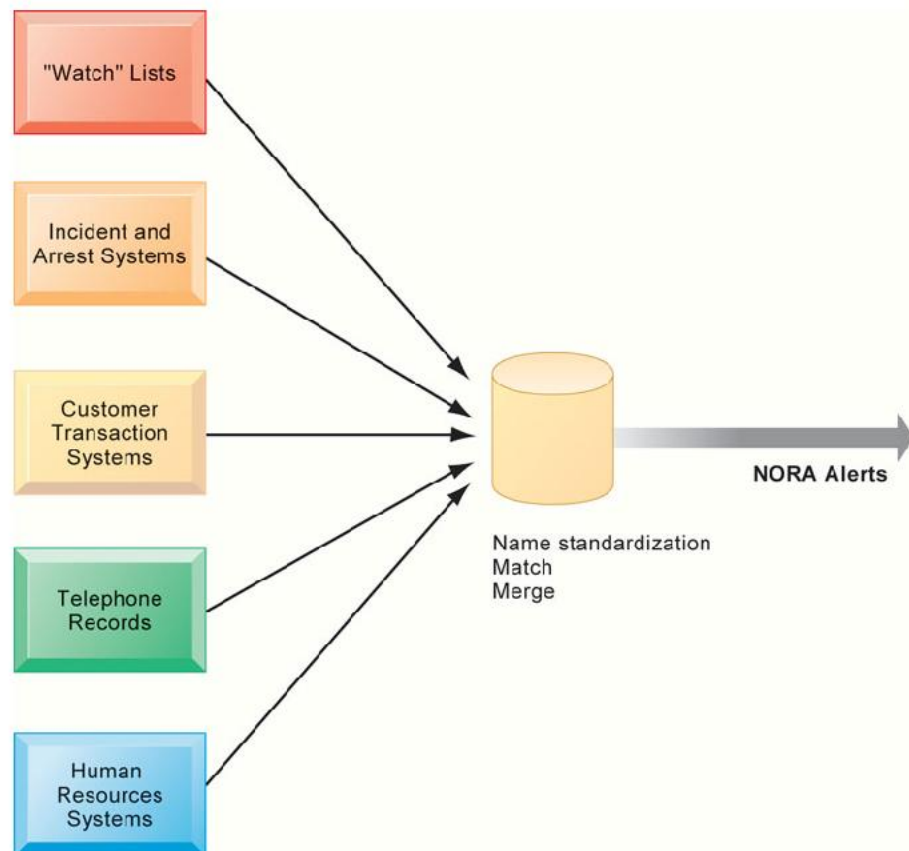 "Watch" Lists
Incident and
Arrest Systems
Customer
Transaction
Systems
Telephone
Records
Human
Resources
Systems
Name standardization
Match
Merge
NORA Alerts